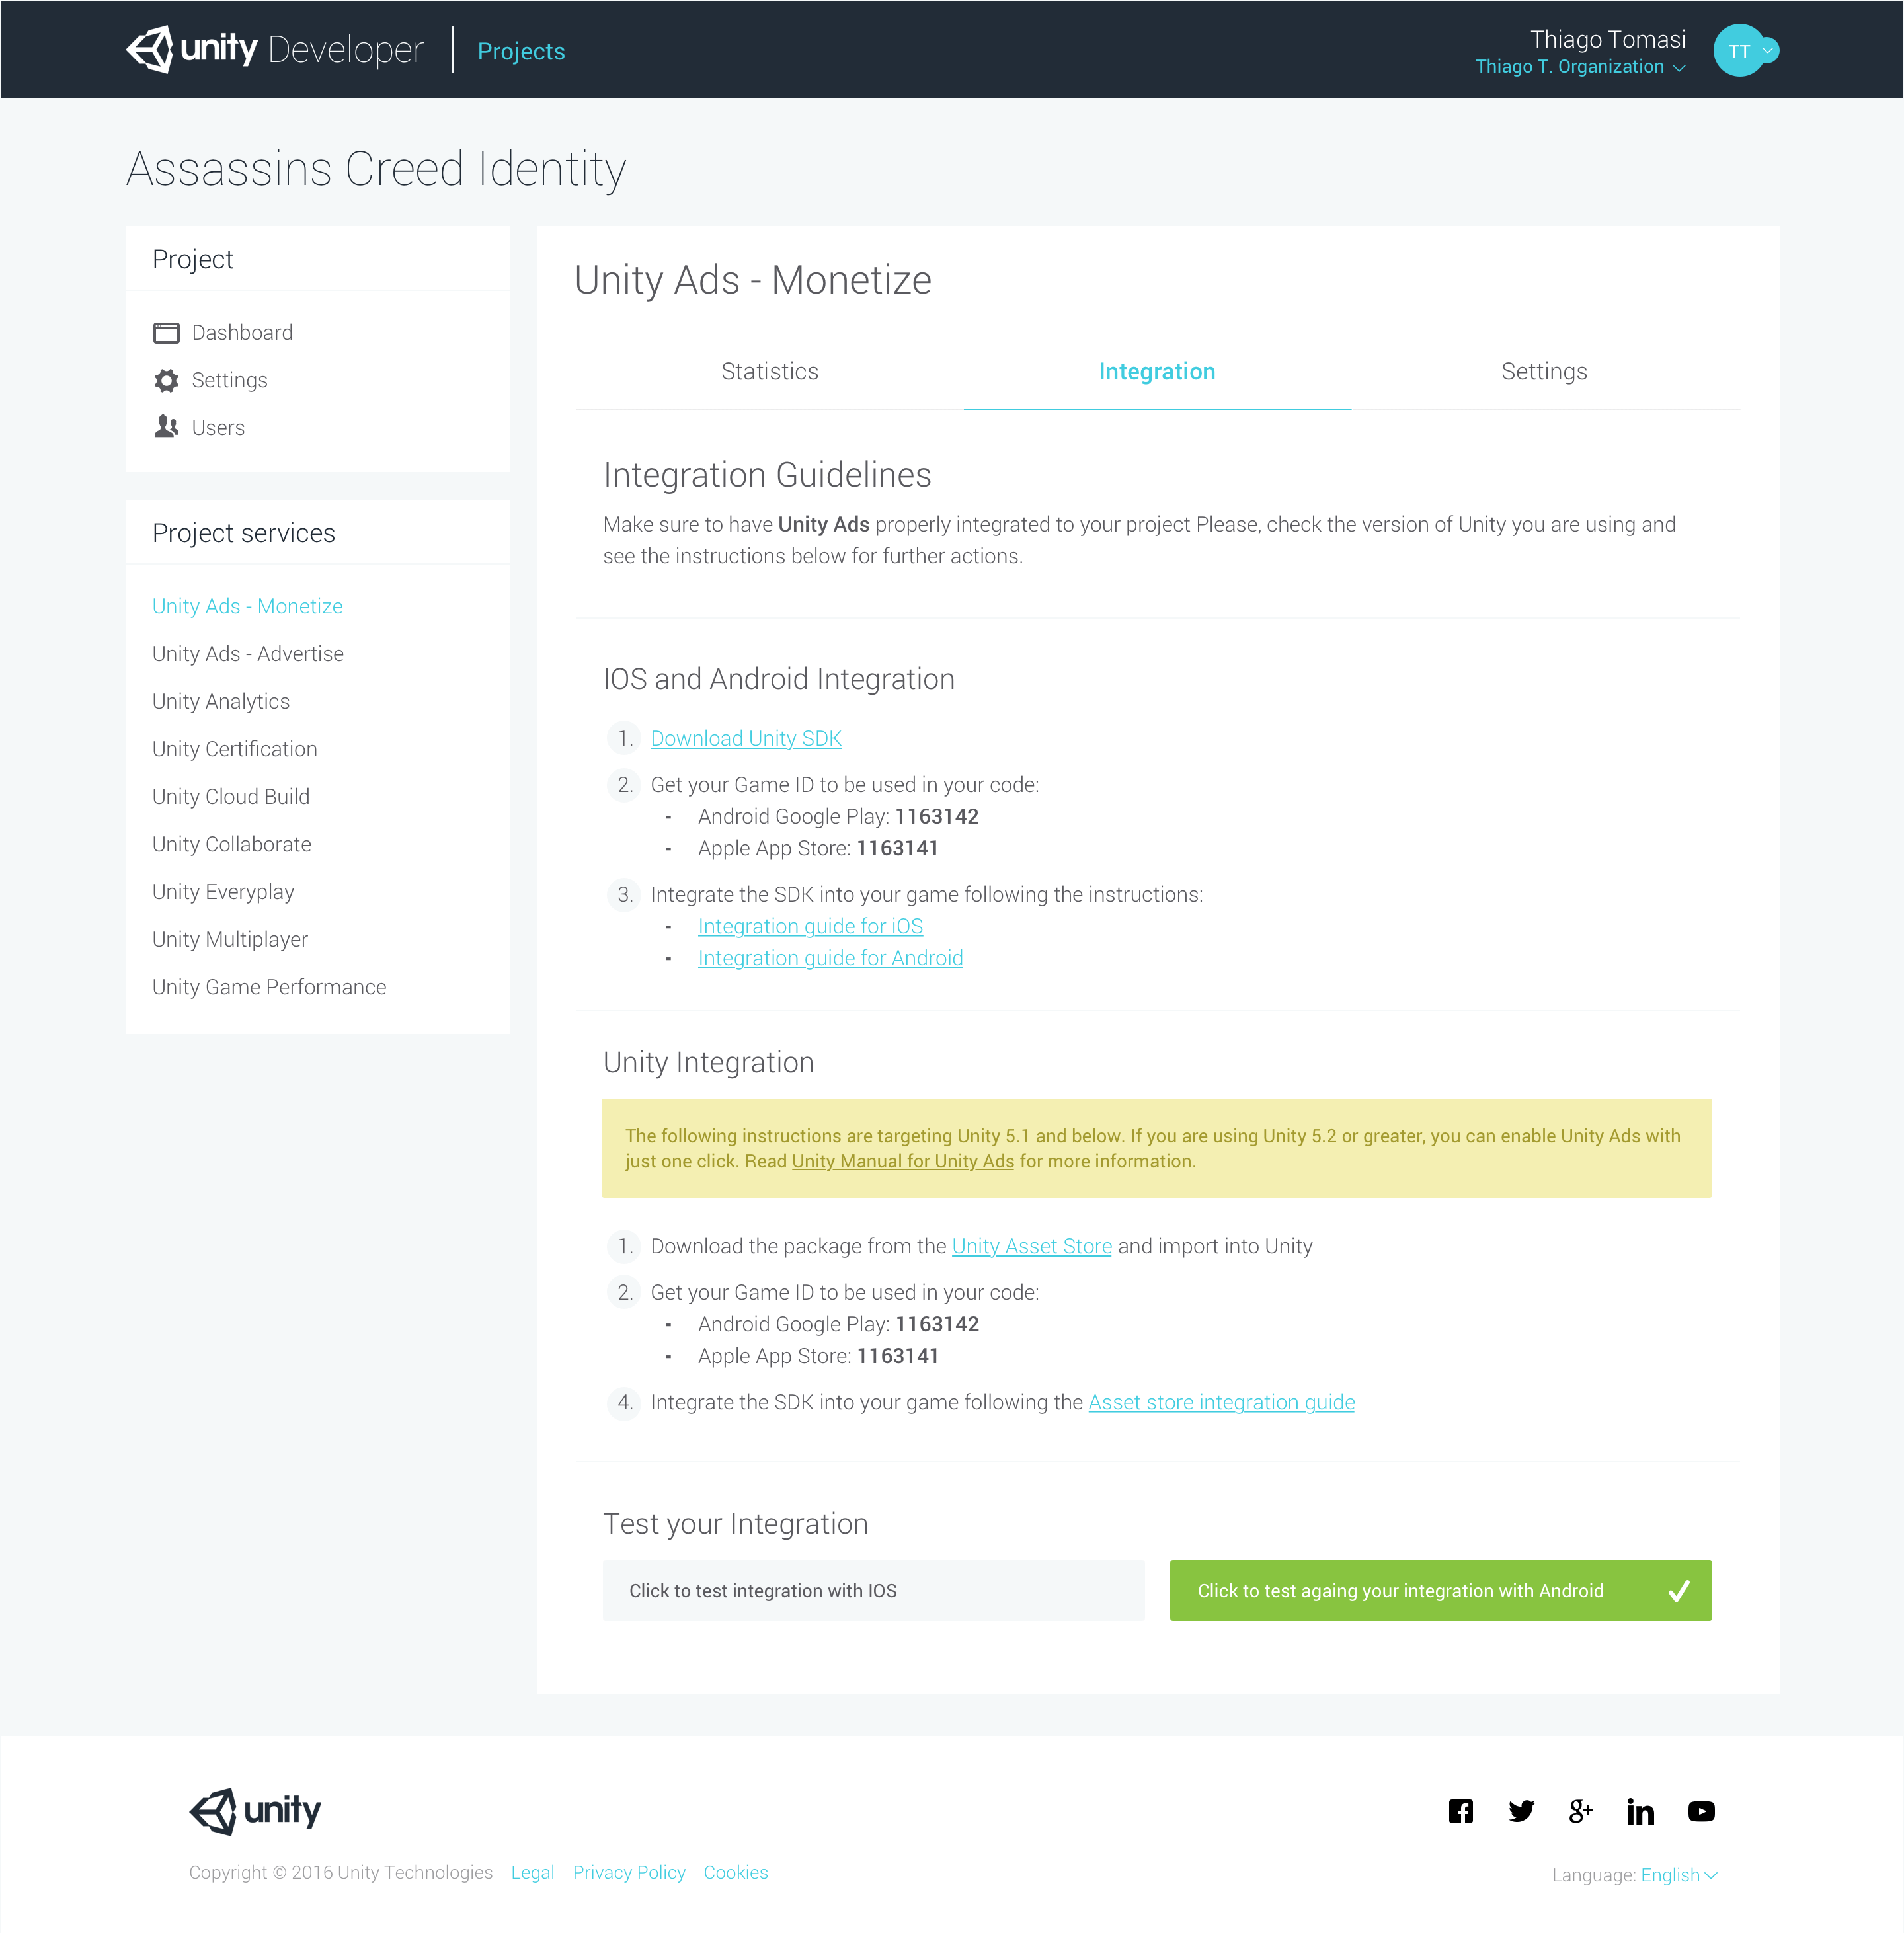 unity Developer
Projects
Thiago Tomasi
Thiago T. Organization
TT
Assassins Creed Identity
Project
Dashboard
Settings
Users
Project services
Unity Ads - Monetize
Unity Ads - Advertise
Unity Analytics
Unity Certification
Unity Cloud Build
Unity Collaborate
Unity Everyplay
Unity Multiplayer
Unity Game Performance
Unity Ads - Monetize
Statistics
Integration
Settings
Integration Guidelines
Make sure to have Unity Ads properly integrated to your project Please, check the version of Unity you are using and
see the instructions below for further actions.
IOS and Android Integration
1. Download Unity SDK
2. Get your Game ID to be used in your code:
- Android Google Play: 1163142
- Apple App Store: 1163141
3. Integrate the SDK into your game following the instructions:
- Integration guide for iOS
- Integration guide for Android
Unity Integration
The following instructions are targeting Unity 5.1 and below. If you are using Unity 5.2 or greater, you can enable Unity Ads with
just one click. Read Unity Manual for Unity Ads for more information.
1. Download the package from the Unity Asset Store and import into Unity
2. Get your Game ID to be used in your code:
- Android Google Play: 1163142
- Apple App Store: 1163141
4. Integrate the SDK into your game following the Asset store integration guide
Test your Integration
Click to test integration with IOS
Click to test againg your integration with Android
unity
Copyright © 2016 Unity Technologies
Legal
Privacy Policy
Cookies
g+
in
Language: English